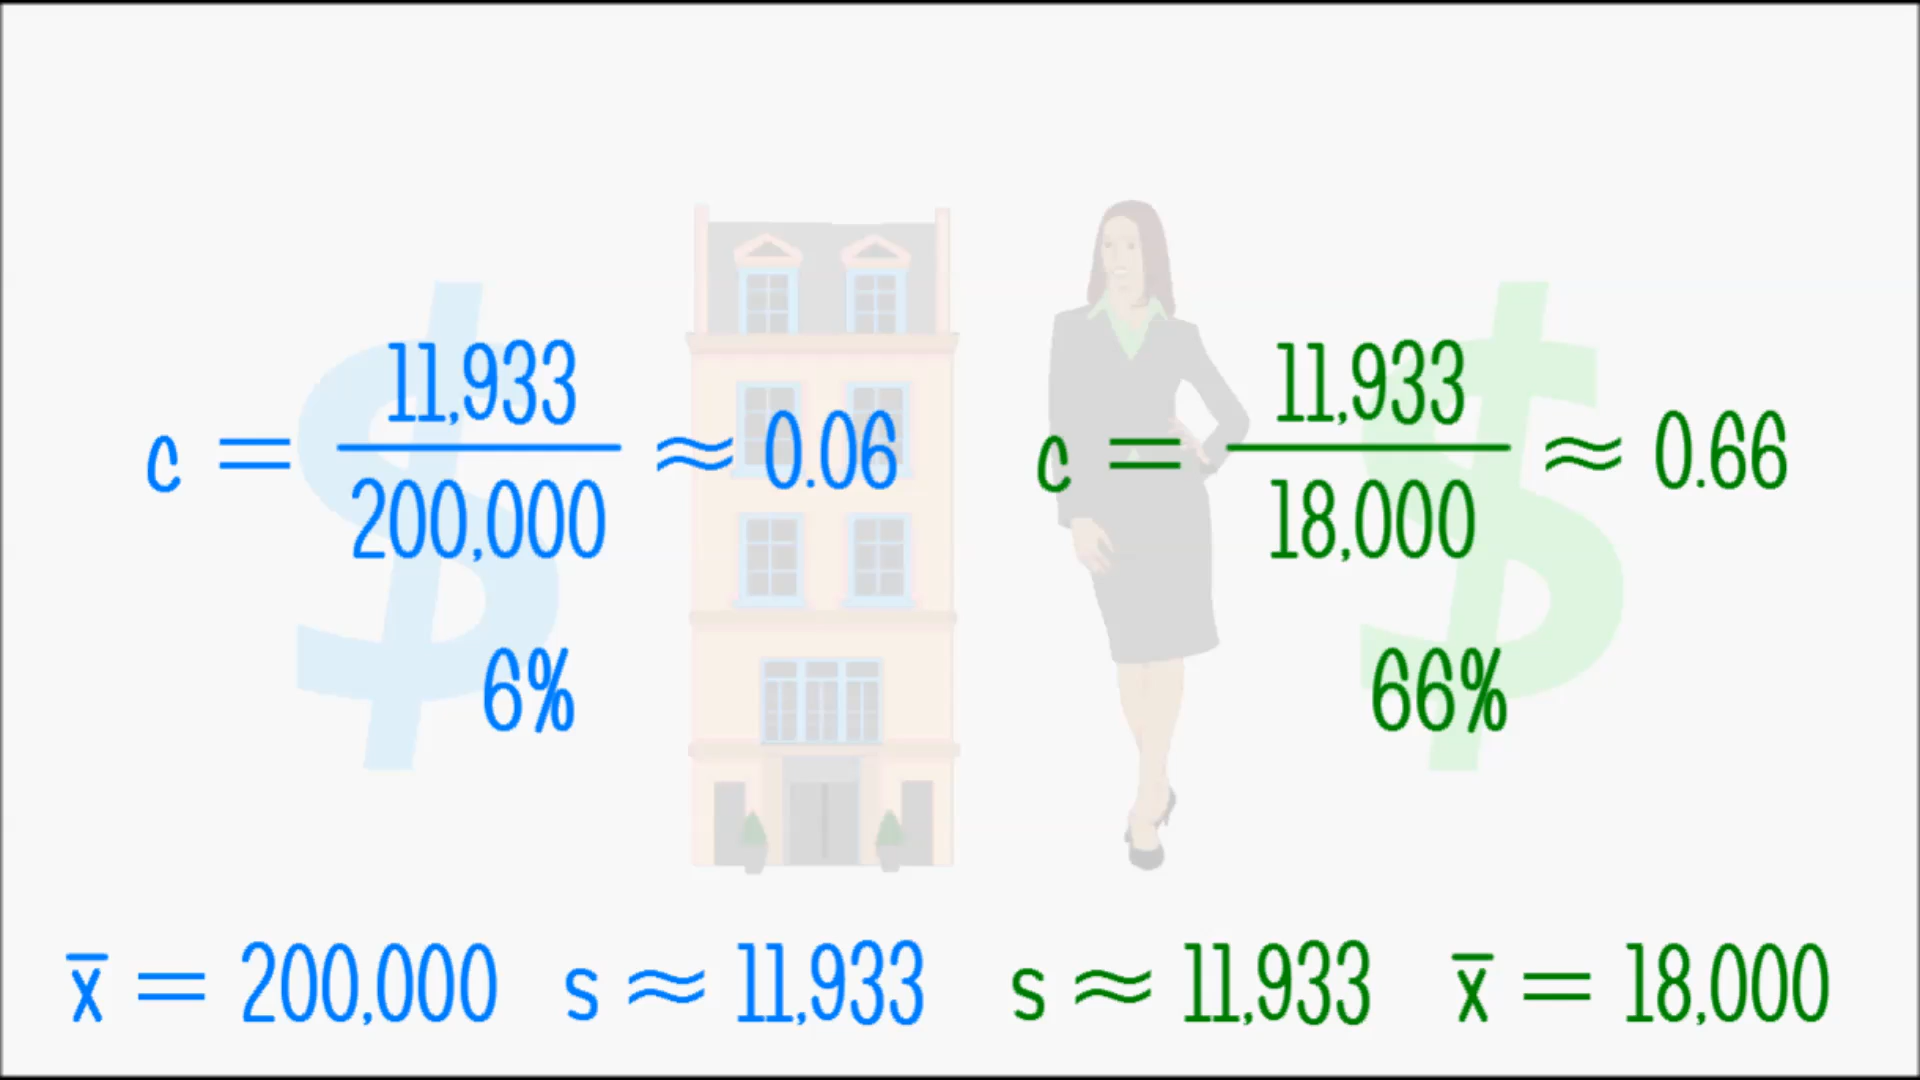 c = 11,933 / 200,000 ≈ 0.06
6%
c = 11,933 / 18,000 ≈ 0.66
66%
x̄ = 200,000 s ≈ 11,933 s ≈ 11,933 x̄ = 18,000